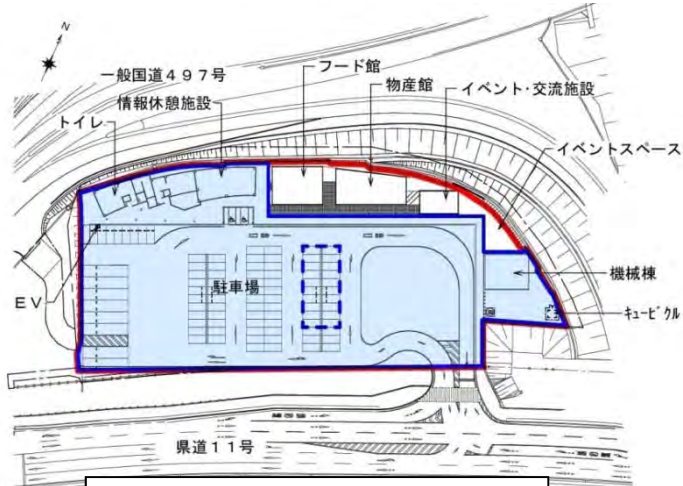 N
一般国道497号
フード館
物産館
イベント・交流施設
情報休憩施設
トイレ
イベントスペース
機械棟
駐車場
EV
キュービクル
県道11号